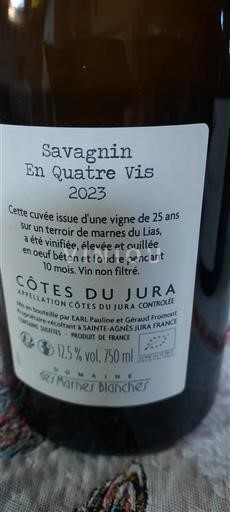 Savagnin
En Quatre Vis
2023
Cette cuvée issue d'une vigne de 25 ans
sur un terroir de marnes du Lias,
a été vinifiée, élevée et ouillée
en oeuf béton et foudre tronconique
10 mois. Vin non filtré.
CÔTES DU JURA
APPELLATION CÔTES DU JURA CONTRÔLÉE
Mis en bouteille par EARL Pauline et Géraud Fromont
Propriétaire-récoltant à SAINTE-AGNÈS JURA FRANCE
CONTAINS SULFITES - PRODUIT DE FRANCE
12.5% vol. 750 ml
DOMAINE
des Marnes Blanches